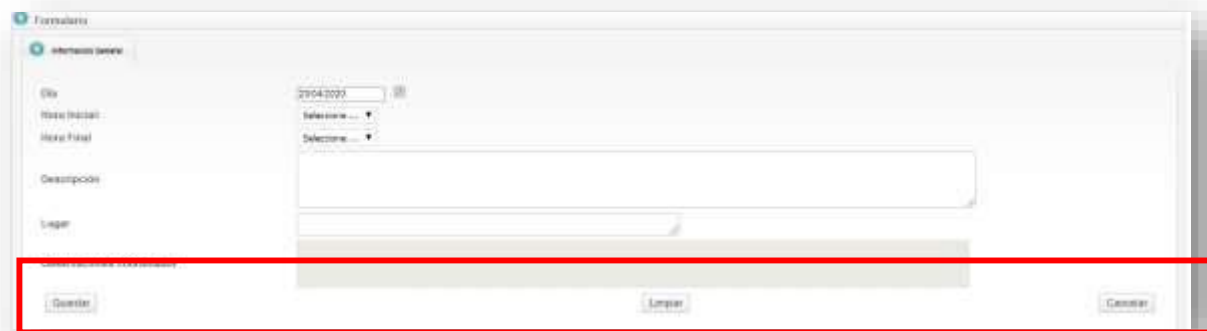 Formulario
Información General
Día
23/04/2020
Hora Inicial
Seleccione ...
Hora Final
Seleccione ...
Descripción
Lugar
Guardar
Limpiar
Cancelar